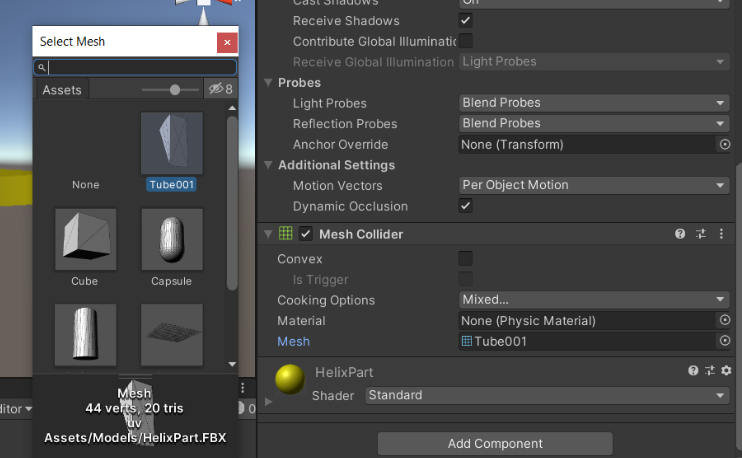 Select Mesh
Assets
8
None
Tube001
Cube
Capsule
Mesh
44 verts, 20 tris
uv
Assets/Models/HelixPart.FBX
ditor
0
Cast Shadows
On
Receive Shadows
Contribute Global Illuminatic
Receive Global Illumination
Light Probes
Probes
Light Probes
Blend Probes
Reflection Probes
Blend Probes
Anchor Override
None (Transform)
Additional Settings
Motion Vectors
Per Object Motion
Dynamic Occlusion
Mesh Collider
Convex
Is Trigger
Cooking Options
Mixed...
Material
None (Physic Material)
Mesh
Tube001
HelixPart
Shader
Standard
Add Component